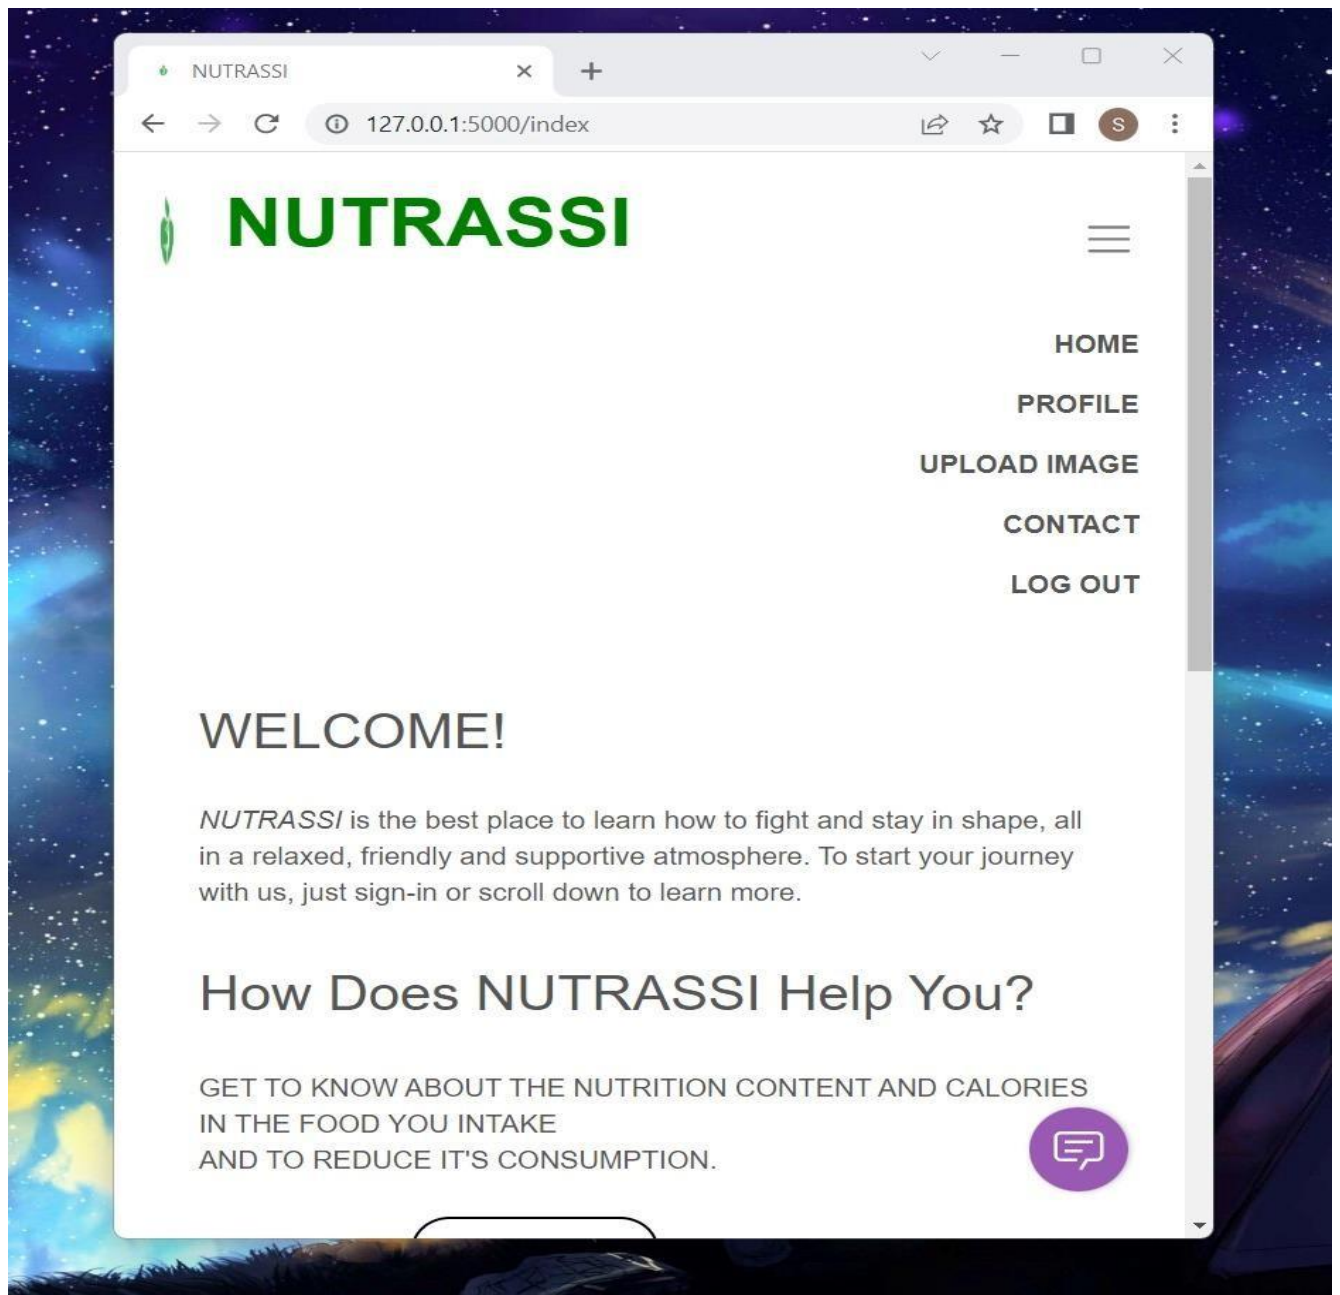 NUTRASSI
127.0.0.1:5000/index
S
NUTRASSI
HOME
PROFILE
UPLOAD IMAGE
CONTACT
LOG OUT
WELCOME!
NUTRASSI is the best place to learn how to fight and stay in shape, all
in a relaxed, friendly and supportive atmosphere. To start your journey
with us, just sign-in or scroll down to learn more.
How Does NUTRASSI Help You?
GET TO KNOW ABOUT THE NUTRITION CONTENT AND CALORIES
IN THE FOOD YOU INTAKE
AND TO REDUCE IT'S CONSUMPTION.